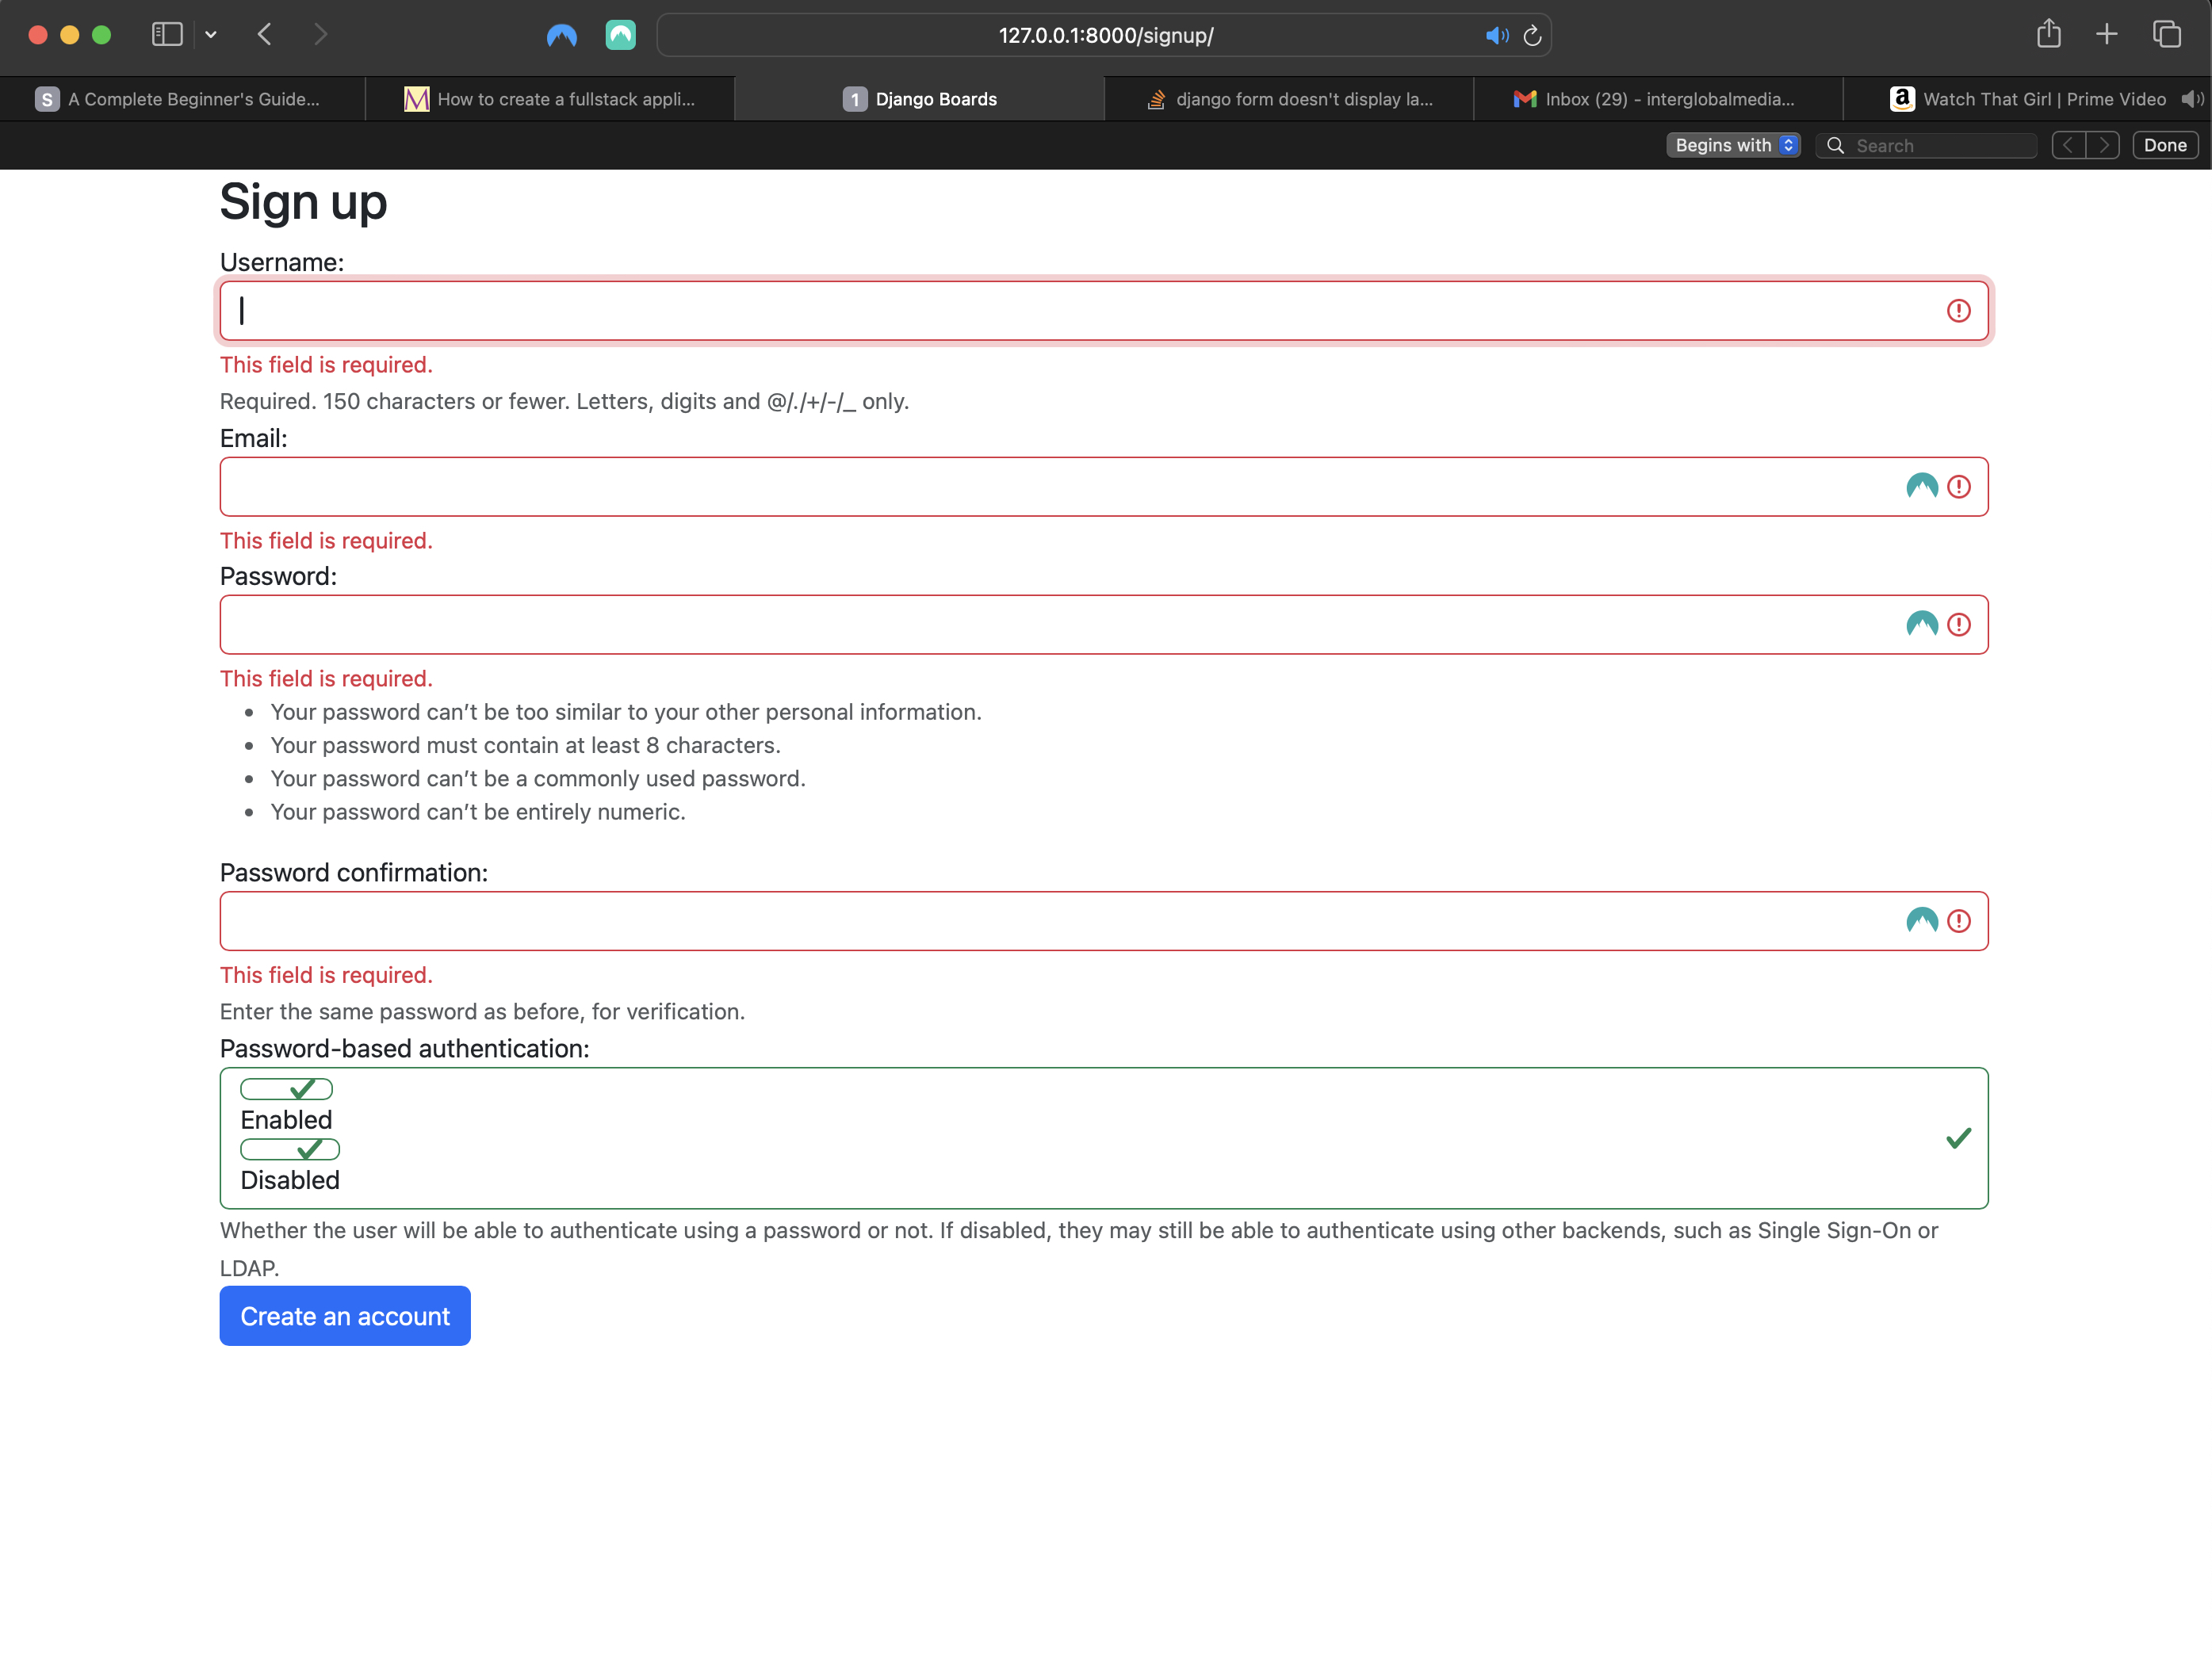 127.0.0.1:8000/signup/
S A Complete Beginner's Guide...
M How to create a fullstack appli...
1 Django Boards
django form doesn't display la...
Inbox (29) - interglobalmedia...
a Watch That Girl | Prime Video
Begins with
Search
Done
Sign up
Username:
This field is required.
Required. 150 characters or fewer. Letters, digits and @/./+/-/_ only.
Email:
This field is required.
Password:
This field is required.
• Your password can’t be too similar to your other personal information.
• Your password must contain at least 8 characters.
• Your password can’t be a commonly used password.
• Your password can’t be entirely numeric.
Password confirmation:
This field is required.
Enter the same password as before, for verification.
Password-based authentication:
Enabled
Disabled
Whether the user will be able to authenticate using a password or not. If disabled, they may still be able to authenticate using other backends, such as Single Sign-On or
LDAP.
Create an account